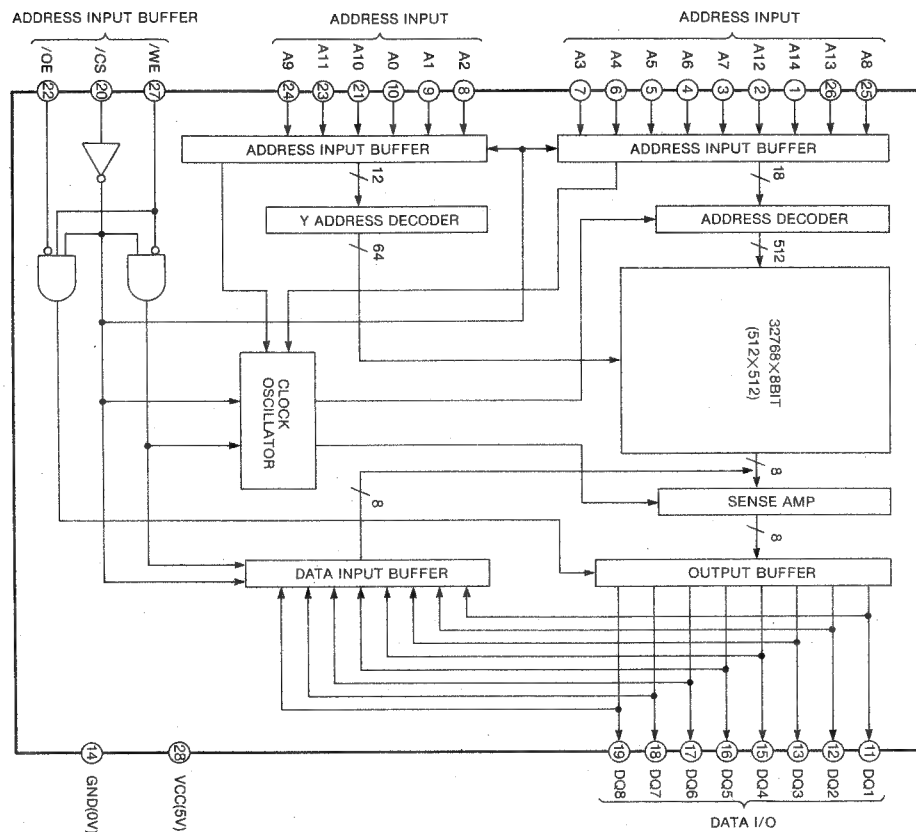 ADDRESS INPUT BUFFER
ADDRESS INPUT
ADDRESS INPUT
/OE
/CS
/WE
A9
A11
A10
A0
A1
A2
A3
A4
A5
A6
A7
A12
A14
A13
A8
22
20
27
24
23
21
10
9
8
7
6
5
4
3
2
1
26
25
ADDRESS INPUT BUFFER
ADDRESS INPUT BUFFER
12
18
Y ADDRESS DECODER
ADDRESS DECODER
64
512
32768×8BIT
(512×512)
CLOCK
OSCILLATOR
8
8
SENSE AMP
8
DATA INPUT BUFFER
OUTPUT BUFFER
14
28
19
18
17
16
15
13
12
11
GND(0V)
VCC(5V)
DQ8
DQ7
DQ6
DQ5
DQ4
DQ3
DQ2
DQ1
DATA I/O